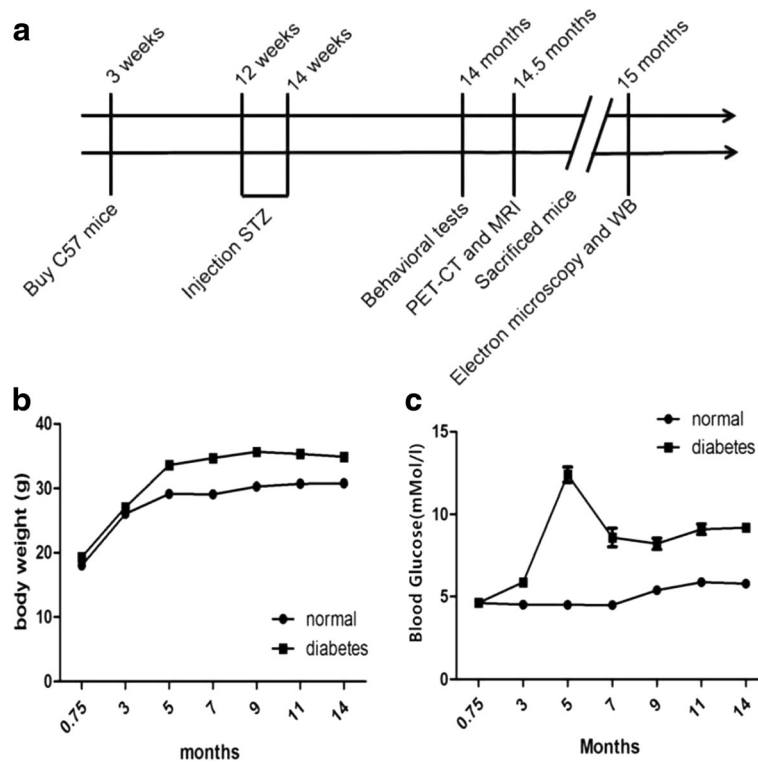 a
3 weeks
12 weeks
14 weeks
14 months
14.5 months
15 months
Buy C57 mice
Injection STZ
Behavioral tests
PET-CT and MRI
Sacrificed mice
Electron microscopy and WB
b
body weight (g)
40
30
20
10
0
normal
diabetes
0.75 3 5 7 9 11 14
months
c
normal
diabetes
Blood Glucose(mMol/l)
15
10
5
0
0.75 3 5 7 9 11 14
Months